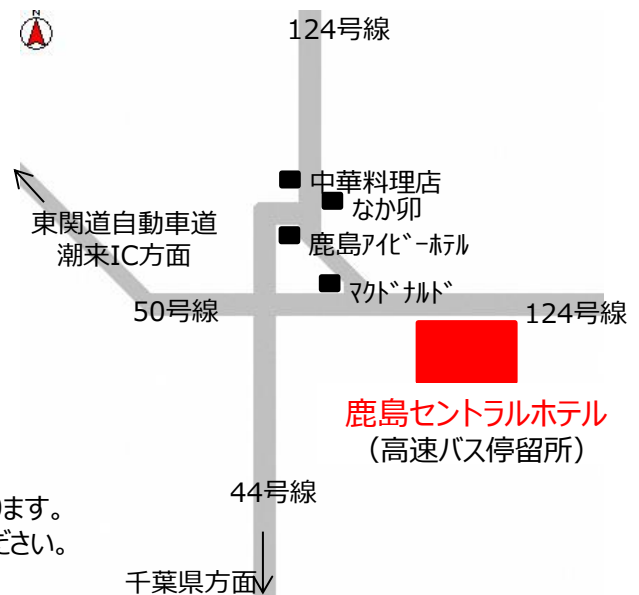 N
124号線
中華料理店
なか卯
東関道自動車道
潮来IC方面
鹿島ｱｲﾋﾞｰﾎﾃﾙ
ﾏｸﾄﾞﾅﾙﾄﾞ
50号線
124号線
鹿島セントラルホテル
（高速バス停留所）
44号線
ります。
ださい。
千葉県方面